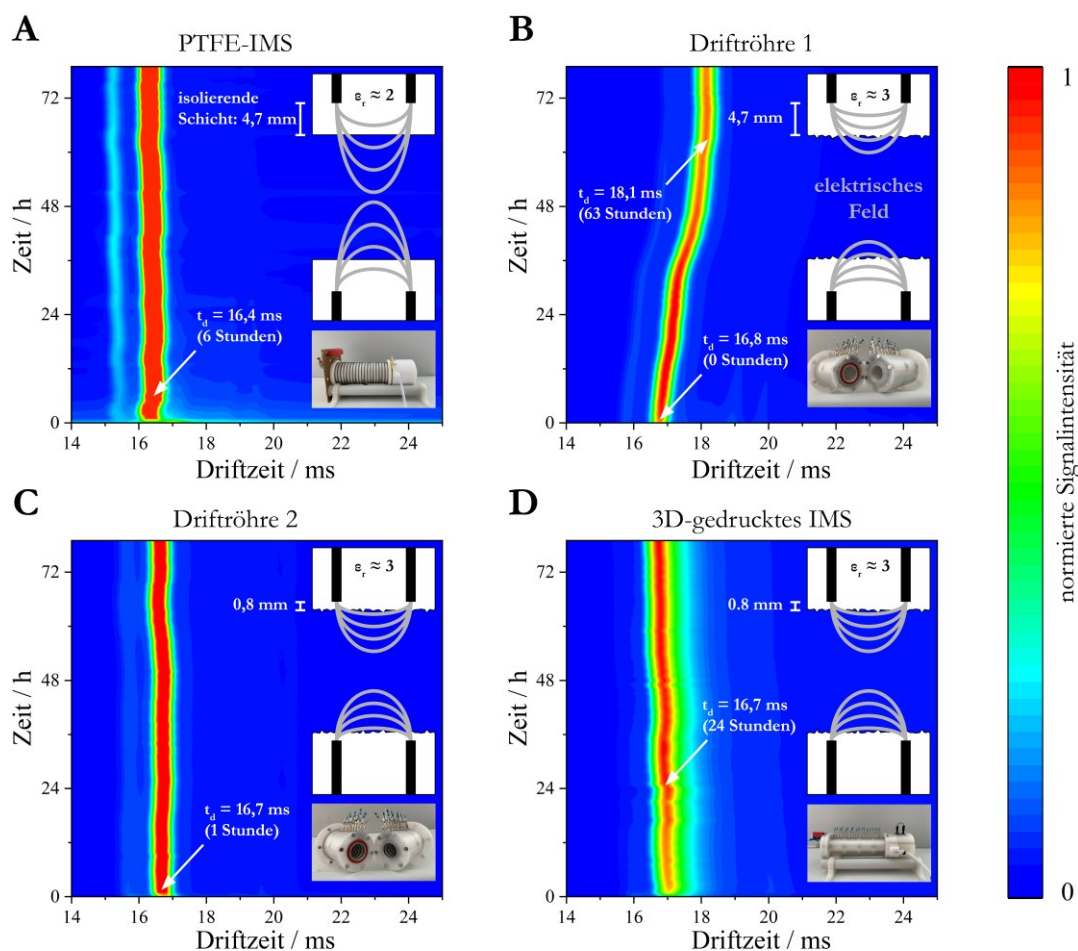 A
PTFE-IMS
Zeit / h
72
48
24
0
isolierende
Schicht: 4,7 mm
εr ≈ 2
td = 16,4 ms
(6 Stunden)
14 16 18 20 22 24
Driftzeit / ms
B
Driftröhre 1
Zeit / h
72
48
24
0
4,7 mm
εr ≈ 3
td = 18,1 ms
(63 Stunden)
elektrisches
Feld
td = 16,8 ms
(0 Stunden)
14 16 18 20 22 24
Driftzeit / ms
C
Driftröhre 2
Zeit / h
72
48
24
0
0,8 mm
εr ≈ 3
td = 16,7 ms
(1 Stunde)
14 16 18 20 22 24
Driftzeit / ms
D
3D-gedrucktes IMS
Zeit / h
72
48
24
0
0.8 mm
εr ≈ 3
td = 16,7 ms
(24 Stunden)
14 16 18 20 22 24
Driftzeit / ms
1
normierte Signalintensität
0